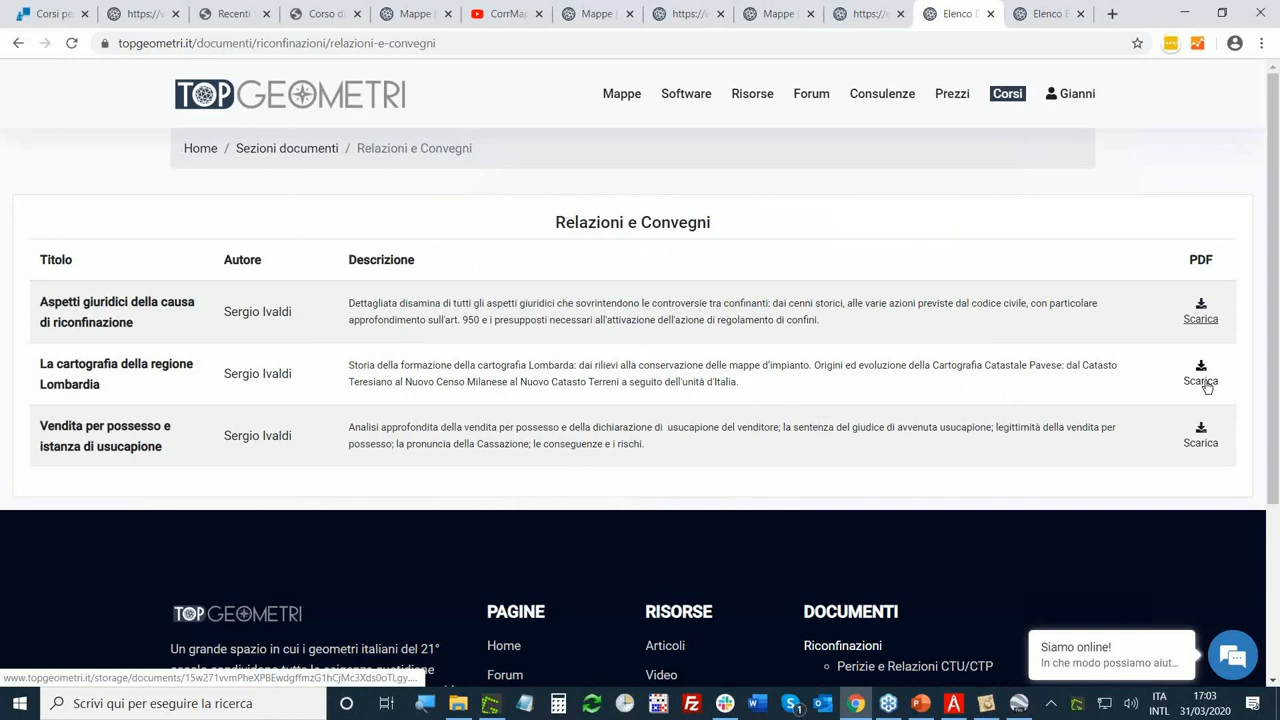 Corsi pe
https://v
Recenti
Corso di
Mappe |
CorrMap
Mappe |
https://v
Mappe |
https://e
Elenco D
Elenco E
topgeometri.it/documenti/riconfinazioni/relazioni-e-convegni
TOPGEOMETRI
Mappe Software Risorse Forum Consulenze Prezzi Corsi Gianni
Home / Sezioni documenti / Relazioni e Convegni
Relazioni e Convegni
Titolo Autore Descrizione PDF
Aspetti giuridici della causa
di riconfinazione
Sergio Ivaldi
Dettagliata disamina di tutti gli aspetti giuridici che sovrintendono le controversie tra confinanti: dai cenni storici, alle varie azioni previste dal codice civile, con particolare
approfondimento sull'art. 950 e i presupposti necessari all'attivazione dell'azione di regolamento di confini.
Scarica
La cartografia della regione
Lombardia
Sergio Ivaldi
Storia della formazione della cartografia Lombarda: dai rilievi alla conservazione delle mappe d'impianto. Origini ed evoluzione della Cartografia Catastale Pavese: dal Catasto
Teresiano al Nuovo Censo Milanese al Nuovo Catasto Terreni a seguito dell'unità d'Italia.
Scarica
Vendita per possesso e
istanza di usucapione
Sergio Ivaldi
Analisi approfondita della vendita per possesso e della dichiarazione di usucapione del venditore; la sentenza del giudice di avvenuta usucapione; legittimità della vendita per
possesso; la pronuncia della Cassazione; le conseguenze e i rischi.
Scarica
TOPGEOMETRI
Un grande spazio in cui i geometri italiani del 21°
PAGINE
Home
Forum
RISORSE
Articoli
Video
DOCUMENTI
Riconfinazioni
Perizie e Relazioni CTU/CTP
Siamo online!
In che modo possiamo aiut...
Scrivi qui per eseguire la ricerca
ITA
INTL
17:03
31/03/2020